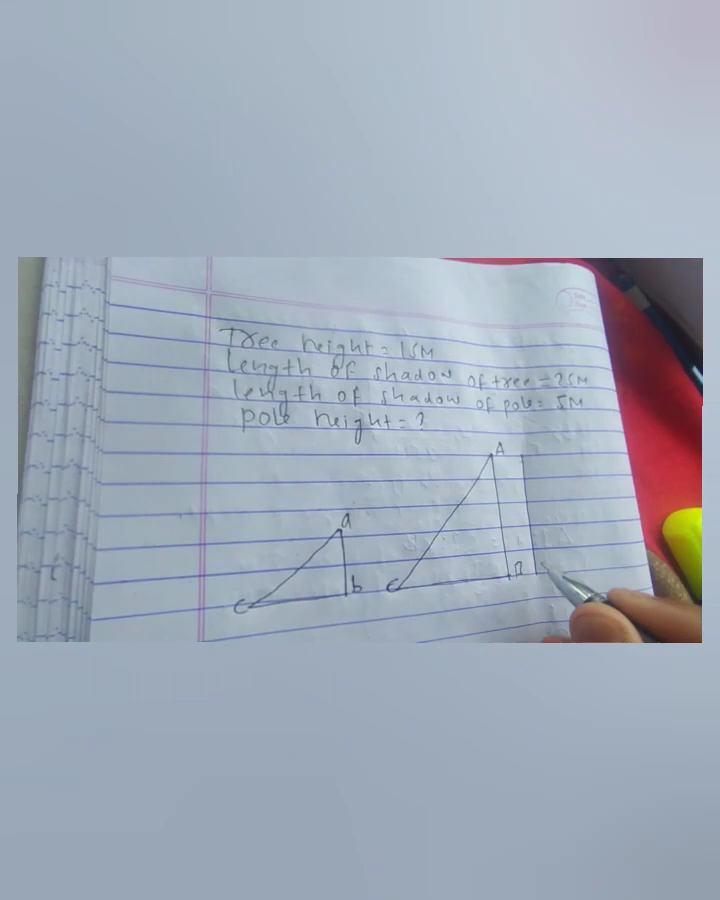 Tree height = 15M
length of shadow of tree = 25M
length of shadow of pole = 5M
pole height = ?
A
a
B
b
C
C